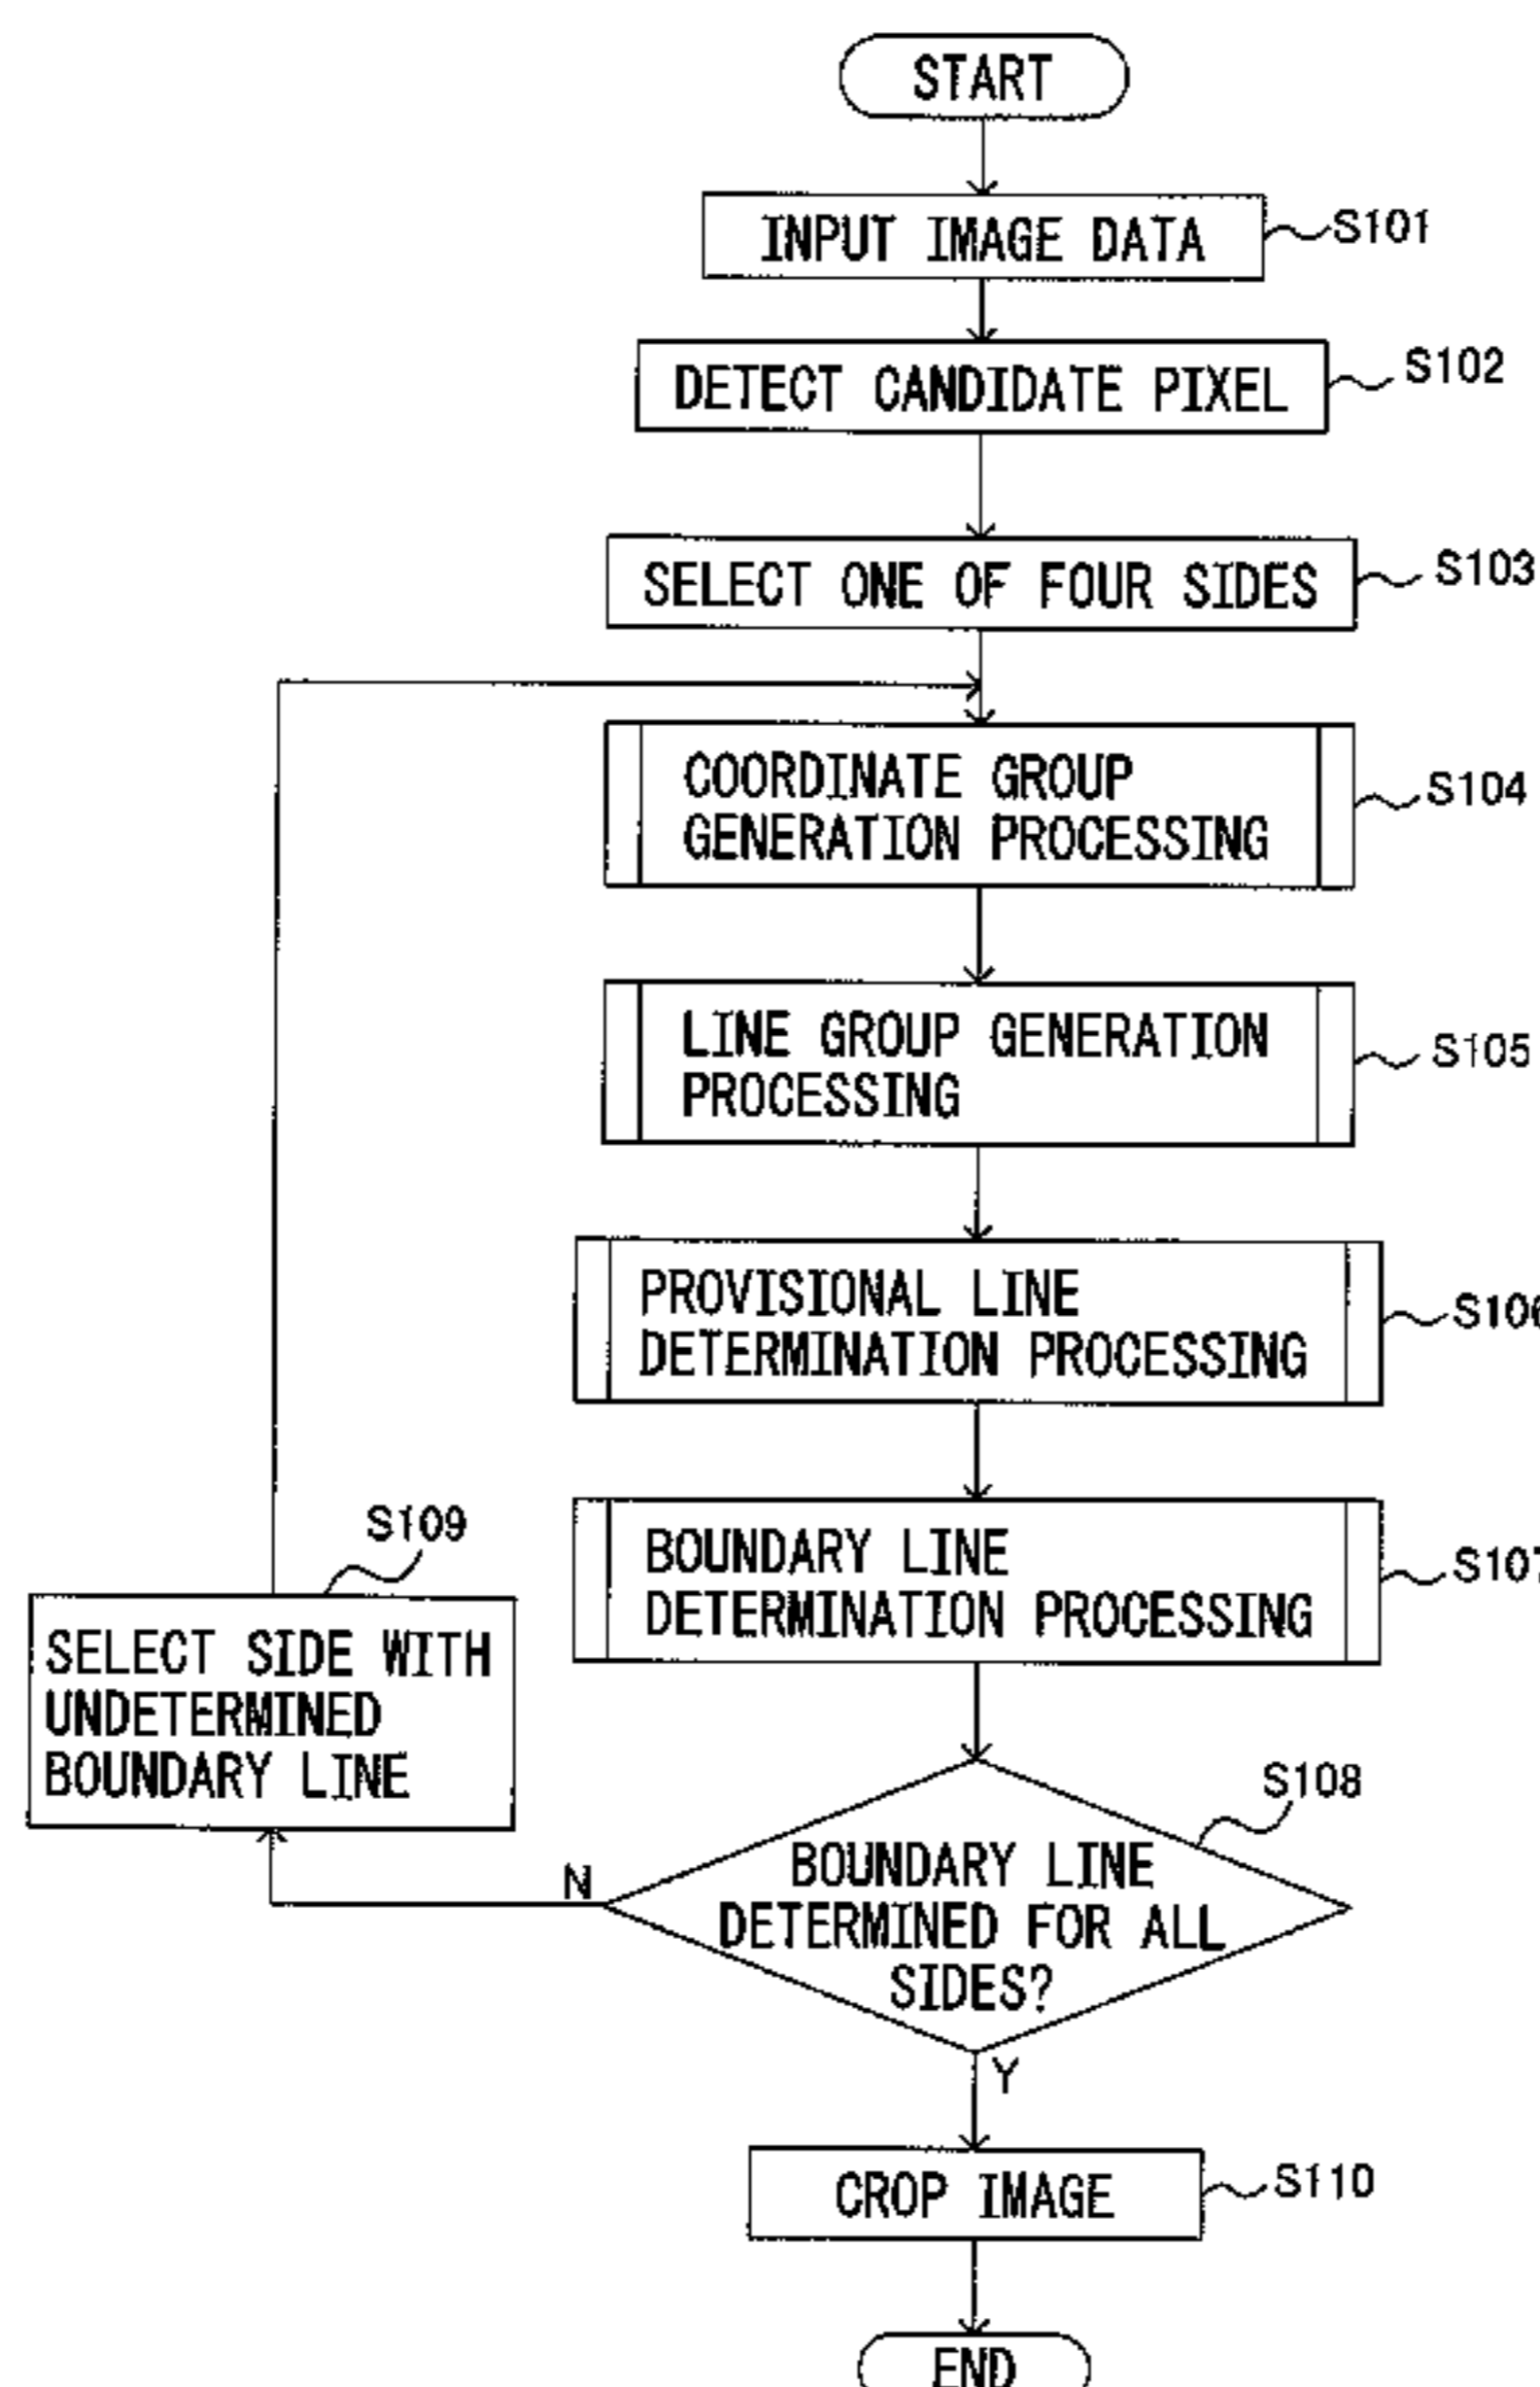 START
INPUT IMAGE DATA
S101
DETECT CANDIDATE PIXEL
S102
SELECT ONE OF FOUR SIDES
S103
COORDINATE GROUP
GENERATION PROCESSING
S104
LINE GROUP GENERATION
PROCESSING
S105
PROVISIONAL LINE
DETERMINATION PROCESSING
S106
BOUNDARY LINE
DETERMINATION PROCESSING
S107
S109
SELECT SIDE WITH
UNDETERMINED
BOUNDARY LINE
S108
BOUNDARY LINE
DETERMINED FOR ALL
SIDES?
N
Y
CROP IMAGE
S110
END